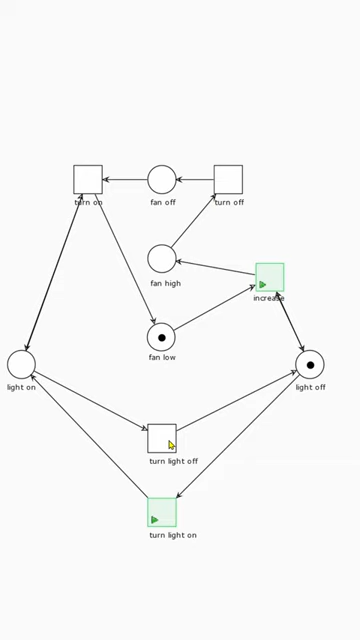 turn on
fan off
turn off
fan high
increase
fan low
light on
light off
turn light off
turn light on